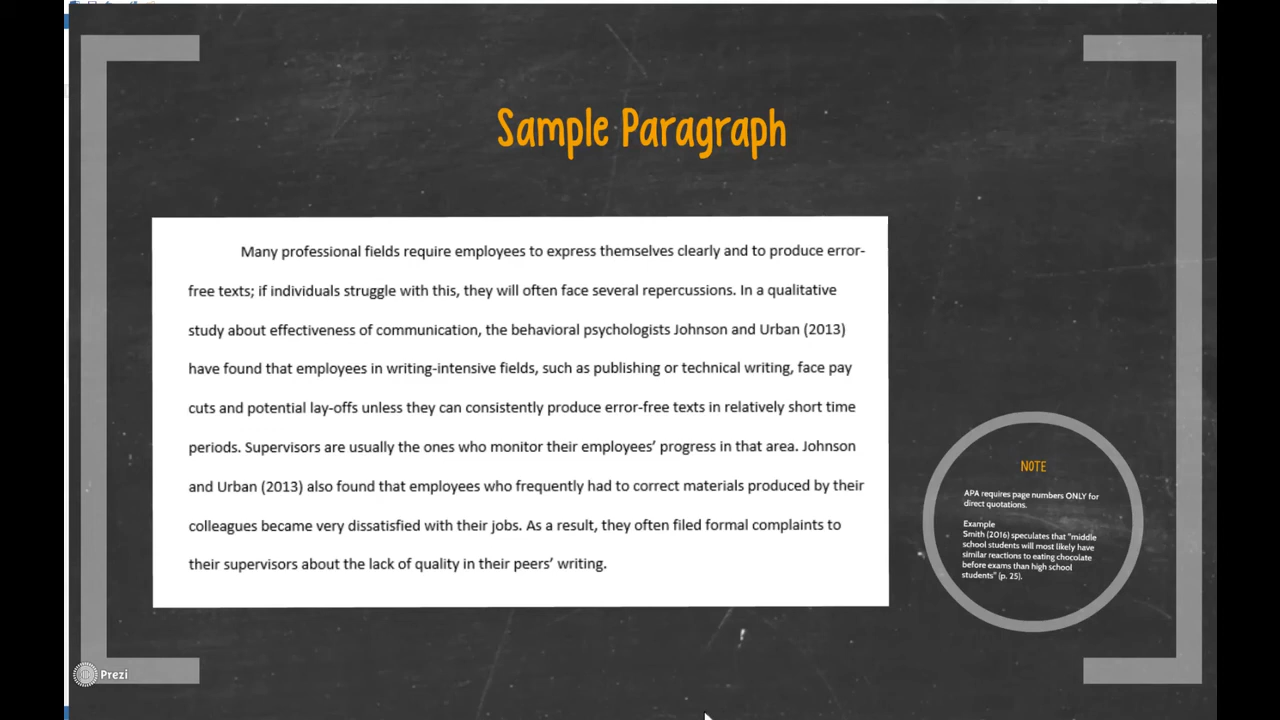 Sample Paragraph
Many professional fields require employees to express themselves clearly and to produce error-
free texts; if individuals struggle with this, they will often face several repercussions. In a qualitative
study about effectiveness of communication, the behavioral psychologists Johnson and Urban (2013)
have found that employees in writing-intensive fields, such as publishing or technical writing, face pay
cuts and potential lay-offs unless they can consistently produce error-free texts in relatively short time
periods. Supervisors are usually the ones who monitor their employees’ progress in that area. Johnson
and Urban (2013) also found that employees who frequently had to correct materials produced by their
colleagues became very dissatisfied with their jobs. As a result, they often filed formal complaints to
their supervisors about the lack of quality in their peers’ writing.
NOTE
APA requires page numbers ONLY for
direct quotations.
Example
Smith (2016) speculates that "middle
school students will most likely have
similar reactions to eating chocolate
before exams than high school
students" (p. 25).
Prezi